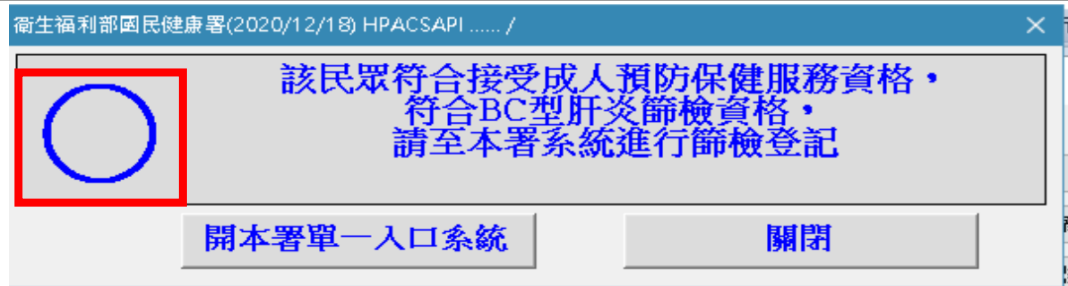 衛生福利部國民健康署(2020/12/18) HPACSAPI ...... /
該民眾符合接受成人預防保健服務資格，
符合BC型肝炎篩檢資格，
請至本署系統進行篩檢登記
開本署單一入口系統
關閉